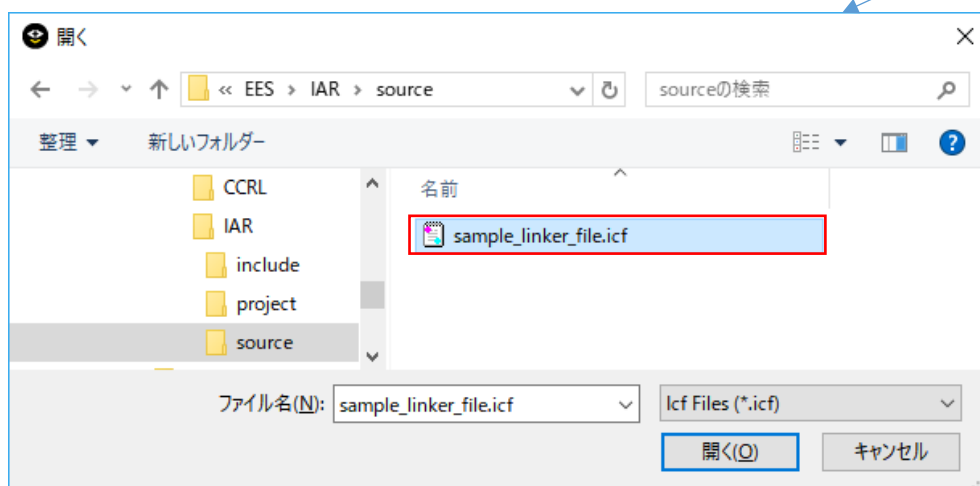 開く
« EES › IAR › source
sourceの検索
整理
新しいフォルダー
CCRL
IAR
include
project
source
名前
sample_linker_file.icf
ファイル名(N): sample_linker_file.icf
Icf Files (*.icf)
開く(O)
キャンセル